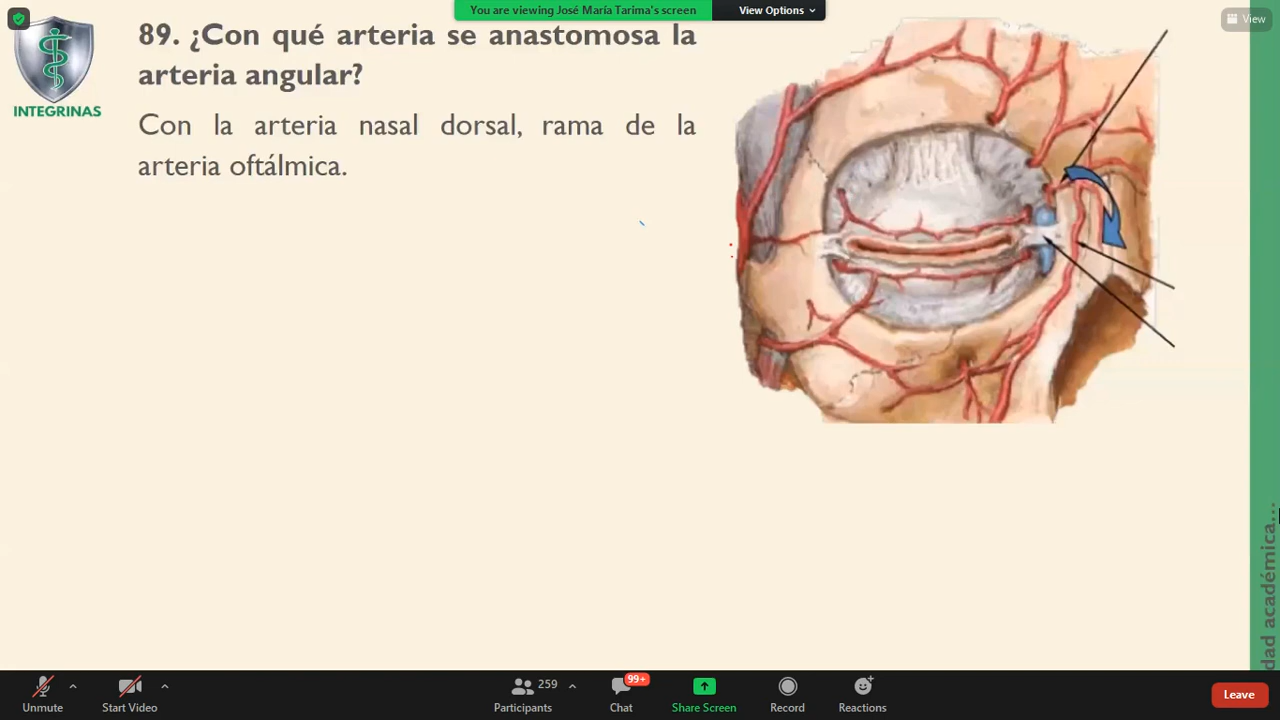 You are viewing José María Tarima's screen
View Options
View
89. ¿Con qué arteria se anastomosa la
arteria angular?
INTEGRINAS
Con la arteria nasal dorsal, rama de la
arteria oftálmica.
dad académica...
259
99+
Unmute
Start Video
Participants
Chat
Share Screen
Record
Reactions
Leave